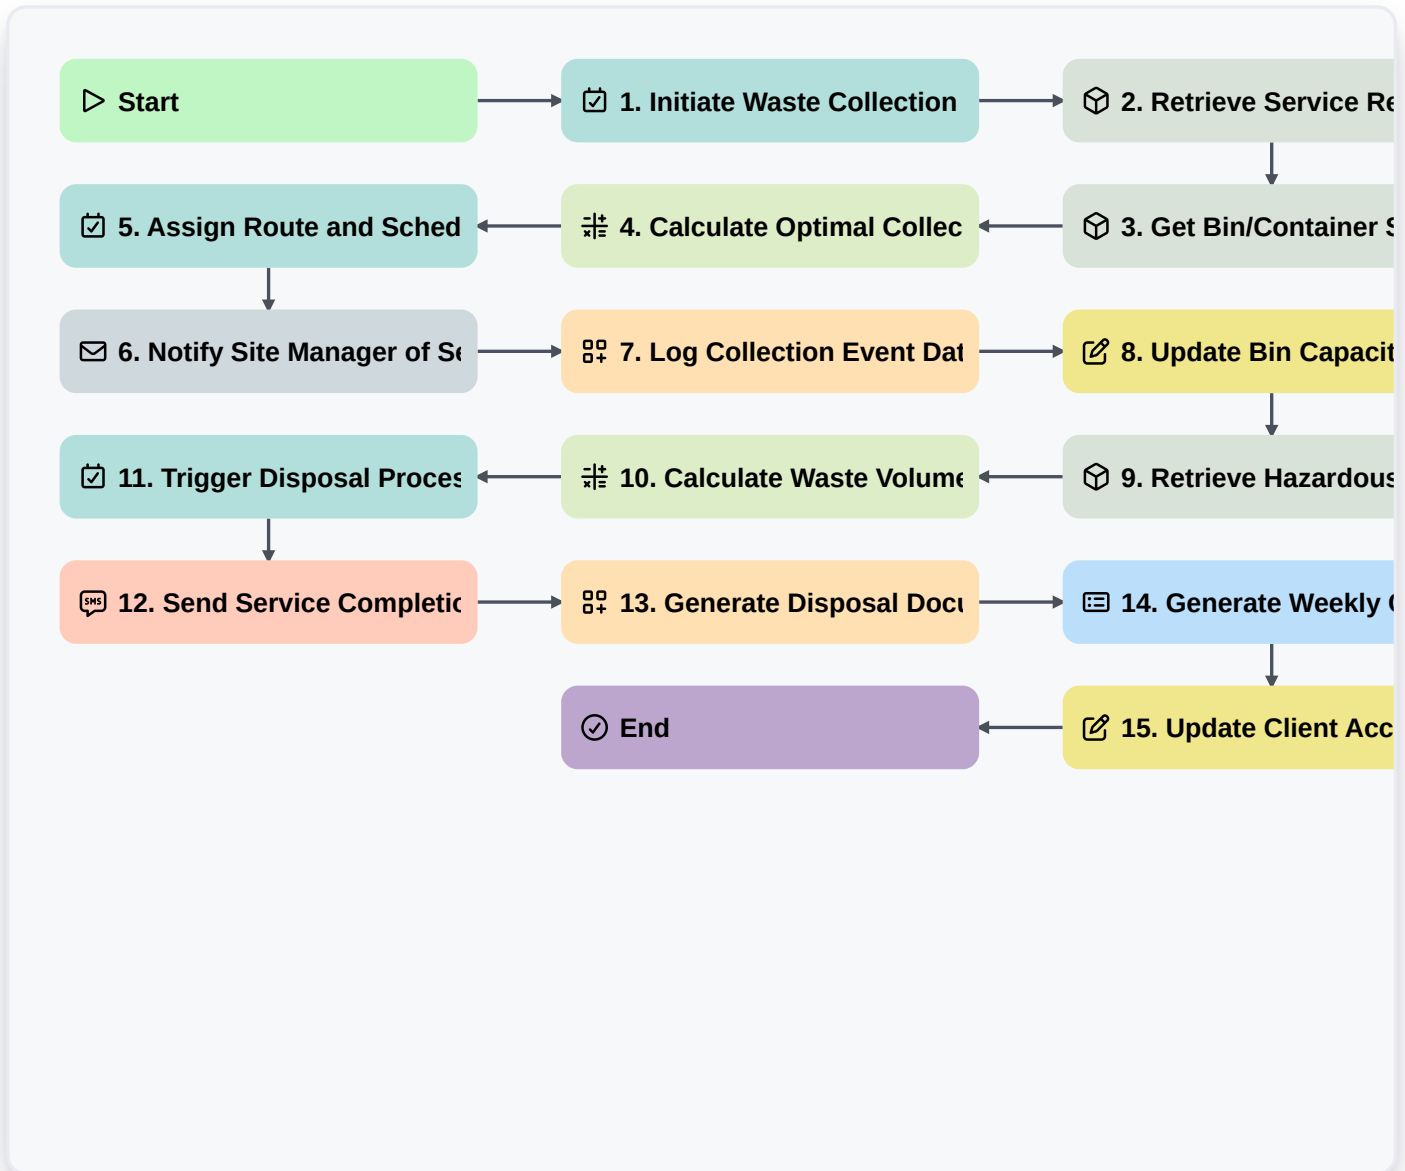 Start
1. Initiate Waste Collection
2. Retrieve Service Re
5. Assign Route and Sched
4. Calculate Optimal Collec
3. Get Bin/Container S
6. Notify Site Manager of Se
7. Log Collection Event Dat
8. Update Bin Capacit
11. Trigger Disposal Proces
10. Calculate Waste Volume
9. Retrieve Hazardous
12. Send Service Completic
SMS
13. Generate Disposal Docu
14. Generate Weekly
End
15. Update Client Acc